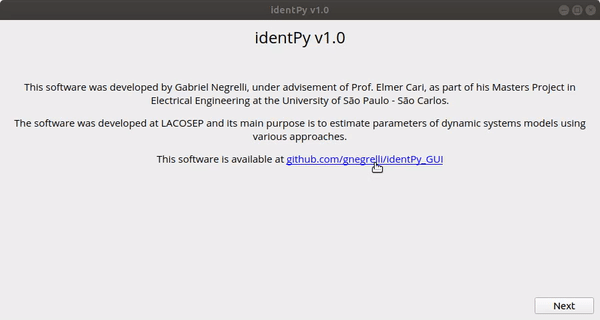 identPy v1.0
identPy v1.0
This software was developed by Gabriel Negrelli, under advisement of Prof. Elmer Cari, as part of his Masters Project in
Electrical Engineering at the University of São Paulo - São Carlos.
The software was developed at LACOSEP and its main purpose is to estimate parameters of dynamic systems models using
various approaches.
This software is available at github.com/gnegrelli/identPy_GUI
Next